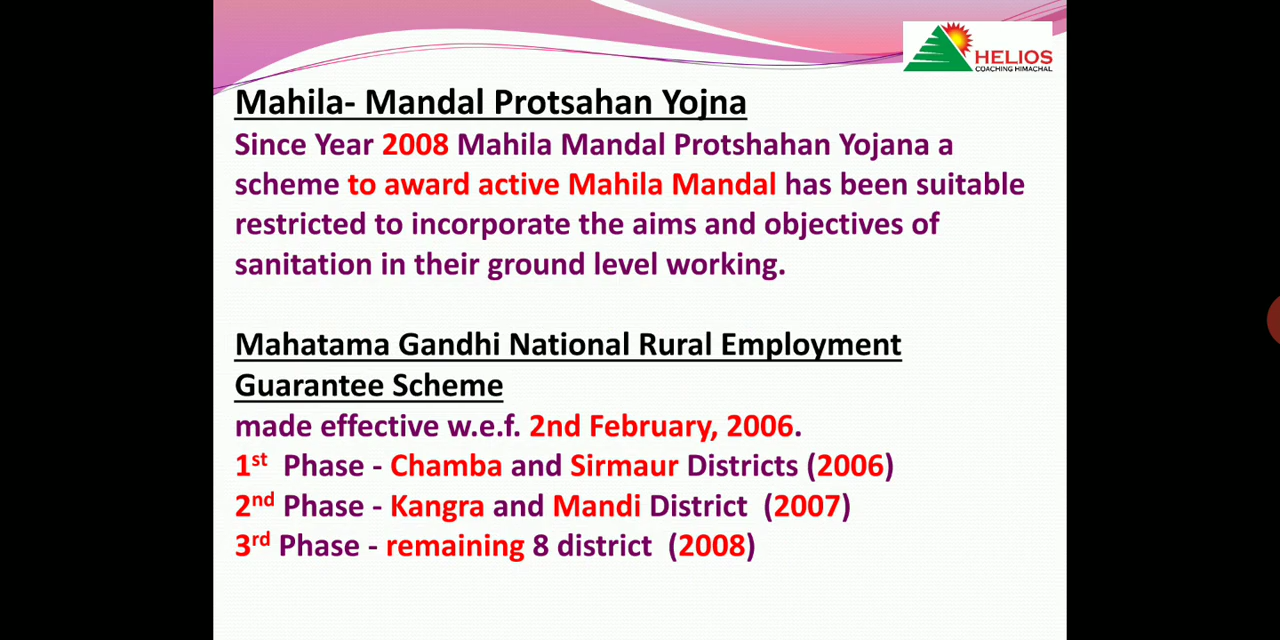 HELIOS
COACHING HIMACHAL
Mahila- Mandal Protsahan Yojna
Since Year 2008 Mahila Mandal Protshahan Yojana a
scheme to award active Mahila Mandal has been suitable
restricted to incorporate the aims and objectives of
sanitation in their ground level working.
Mahatama Gandhi National Rural Employment
Guarantee Scheme
made effective w.e.f. 2nd February, 2006.
1st Phase - Chamba and Sirmaur Districts (2006)
2nd Phase - Kangra and Mandi District (2007)
3rd Phase - remaining 8 district (2008)